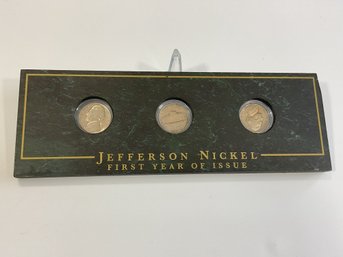 JEFFERSON NICKEL
FIRST YEAR OF ISSUE